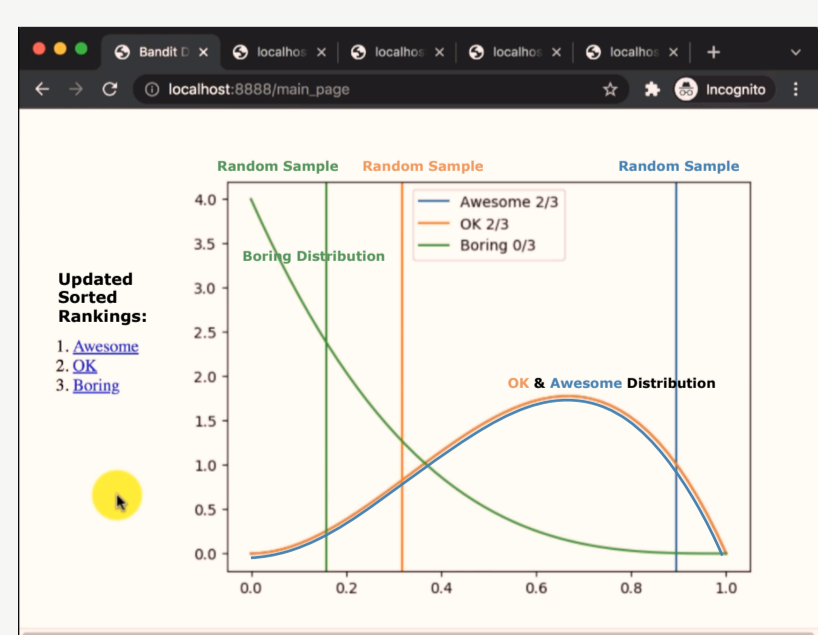 Bandit D
localhos
localhos
localhos
localhos
localhost:8888/main_page
Incognito
Random Sample Random Sample Random Sample
Awesome 2/3
OK 2/3
Boring 0/3
Boring Distribution
OK & Awesome Distribution
Updated
Sorted
Rankings:
1. Awesome
2. OK
3. Boring
4.0
3.5
3.0
2.5
2.0
1.5
1.0
0.5
0.0
0.0 0.2 0.4 0.6 0.8 1.0